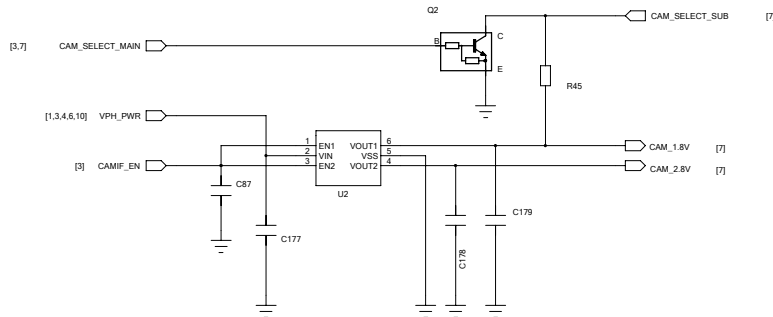 Q2
CAM_SELECT_SUB [7
C
[3,7] CAM_SELECT_MAIN B
E
R45
[1,3,4,6,10] VPH_PWR
1 EN1 VOUT1 6 CAM_1.8V [7]
2 VIN VSS 5
[3] CAMIF_EN 3 EN2 VOUT2 4 CAM_2.8V [7]
C87
U2
C179
C177
C178